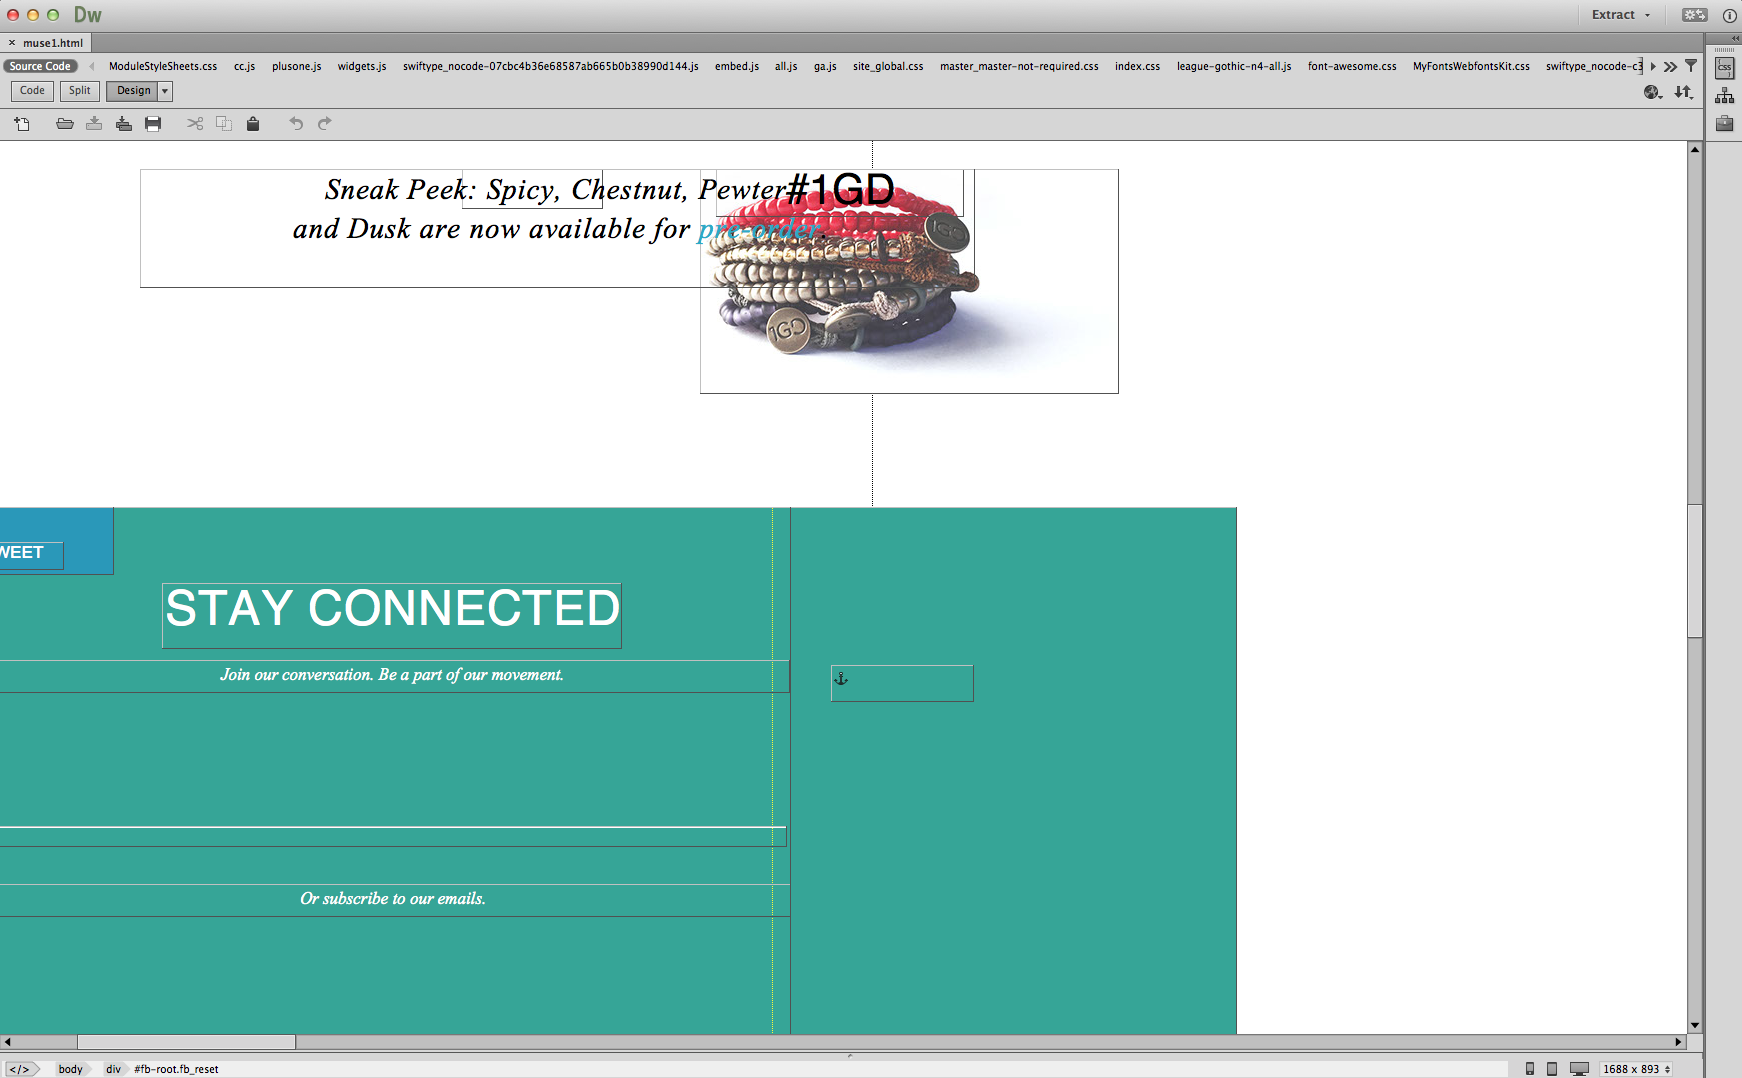 Dw
Extract
muse1.html
Source Code
ModuleStyleSheets.css
cc.js
plusone.js
widgets.js
swiftype_nocode-07cbc4b36e68587ab665b0b38990d144.js
embed.js
all.js
ga.js
site_global.css
master_master-not-required.css
index.css
league-gothic-n4-all.js
font-awesome.css
MyFontsWebfontsKit.css
swiftype_nocode-c3
Code
Split
Design
CSS
Sneak Peek: Spicy, Chestnut, Pewter#1GD
and Dusk are now available for pre-order.
1GD
1GD
WEET
STAY CONNECTED
Join our conversation. Be a part of our movement.
Or subscribe to our emails.
</>
body
div
#fb-root.fb_reset
1688 x 893